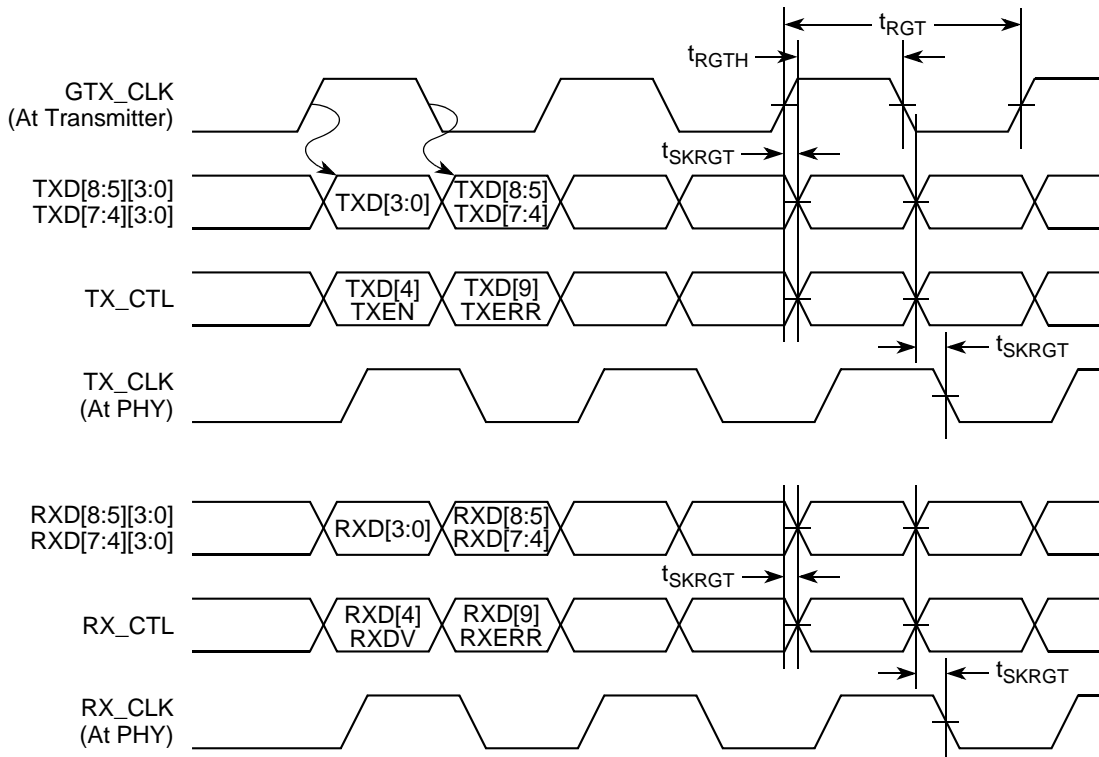 tRGT
tRGTH
GTX_CLK
(At Transmitter)
tSKRGT
TXD[8:5][3:0]
TXD[7:4][3:0]
TXD[3:0]
TXD[8:5]
TXD[7:4]
TX_CTL
TXD[4]
TXEN
TXD[9]
TXERR
tSKRGT
TX_CLK
(At PHY)
RXD[8:5][3:0]
RXD[7:4][3:0]
RXD[3:0]
RXD[8:5]
RXD[7:4]
tSKRGT
RX_CTL
RXD[4]
RXDV
RXD[9]
RXERR
tSKRGT
RX_CLK
(At PHY)